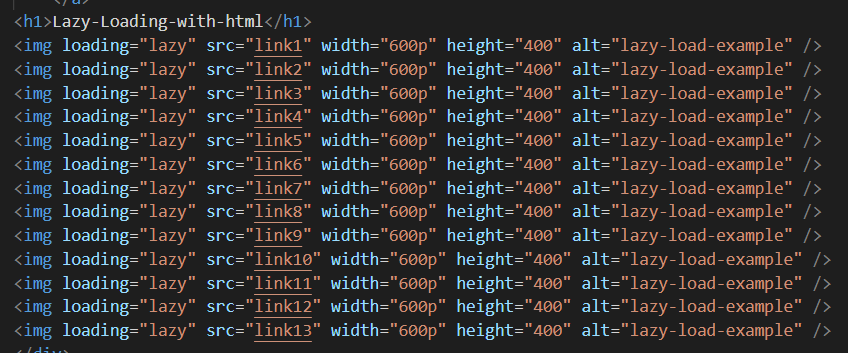 </a>
<h1>Lazy-Loading-with-html</h1>
<img loading="lazy" src="link1" width="600p" height="400" alt="lazy-load-example" />
<img loading="lazy" src="link2" width="600p" height="400" alt="lazy-load-example" />
<img loading="lazy" src="link3" width="600p" height="400" alt="lazy-load-example" />
<img loading="lazy" src="link4" width="600p" height="400" alt="lazy-load-example" />
<img loading="lazy" src="link5" width="600p" height="400" alt="lazy-load-example" />
<img loading="lazy" src="link6" width="600p" height="400" alt="lazy-load-example" />
<img loading="lazy" src="link7" width="600p" height="400" alt="lazy-load-example" />
<img loading="lazy" src="link8" width="600p" height="400" alt="lazy-load-example" />
<img loading="lazy" src="link9" width="600p" height="400" alt="lazy-load-example" />
<img loading="lazy" src="link10" width="600p" height="400" alt="lazy-load-example" />
<img loading="lazy" src="link11" width="600p" height="400" alt="lazy-load-example" />
<img loading="lazy" src="link12" width="600p" height="400" alt="lazy-load-example" />
<img loading="lazy" src="link13" width="600p" height="400" alt="lazy-load-example" />
</div>